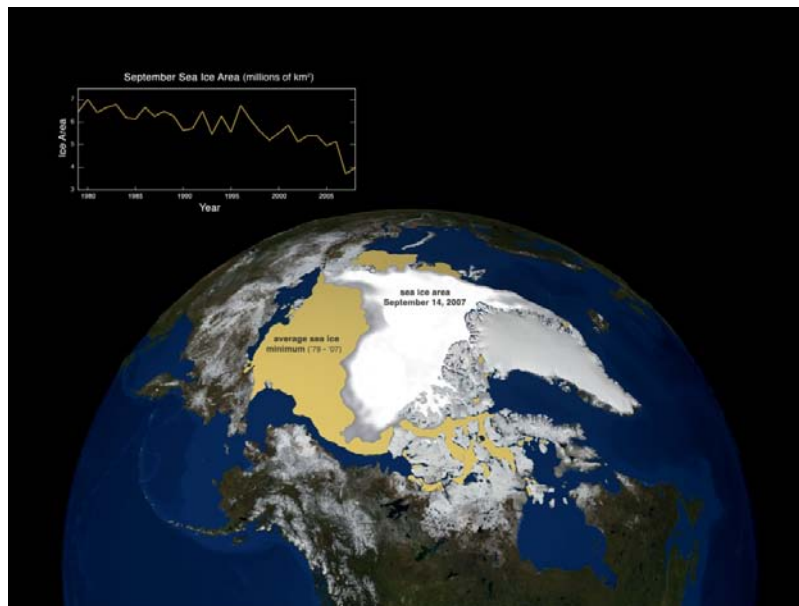 September Sea Ice Area (millions of km²)
Ice Area
7
6
5
4
3
1980 1985 1990 1995 2000 2005
Year
sea ice area
September 14, 2007
average sea ice
minimum ('79 - '07)